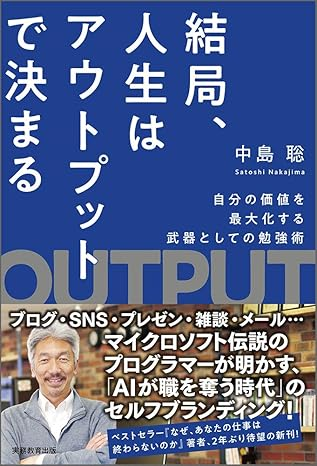 結局、
人生は
アウトプット
で決まる
中島 聡
Satoshi Nakajima
自分の価値を
最大化する
武器としての勉強術
OUTPUT
ブログ・SNS・プレゼン・雑談・メール…
マイクロソフト伝説の
プログラマーが明かす、
「AIが職を奪う時代」の
セルフブランディング！
ベストセラー『なぜ、あなたの仕事は
終わらないのか』著者、2年ぶり待望の新刊！
実務教育出版